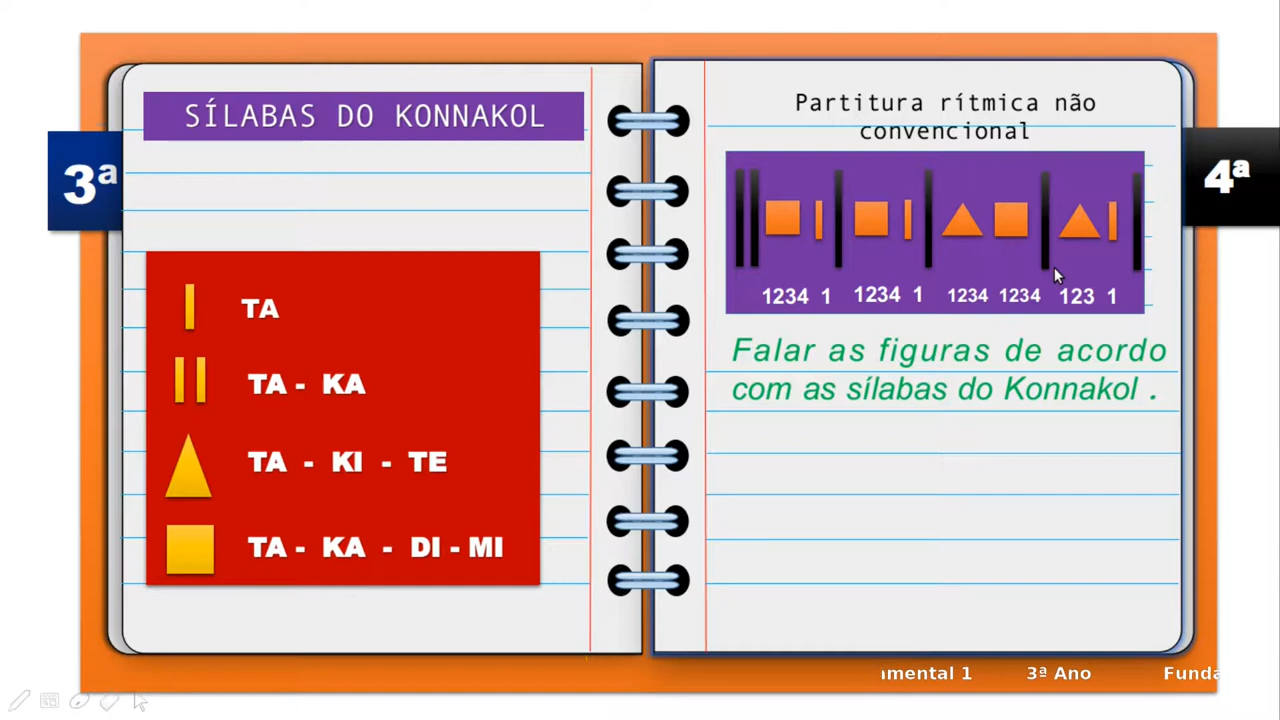 3ª
SÍLABAS DO KONNAKOL
TA
TA - KA
TA - KI - TE
TA - KA - DI - MI
Partitura rítmica não
convencional
1234 1 1234 1 1234 1234 123 1
Falar as figuras de acordo
com as sílabas do Konnakol .
4ª
mental 1 3ª Ano Funda